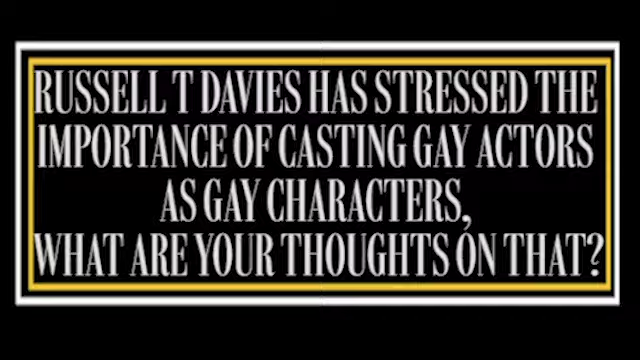 RUSSELL T DAVIES HAS STRESSED THE
IMPORTANCE OF CASTING GAY ACTORS
AS GAY CHARACTERS,
WHAT ARE YOUR THOUGHTS ON THAT?